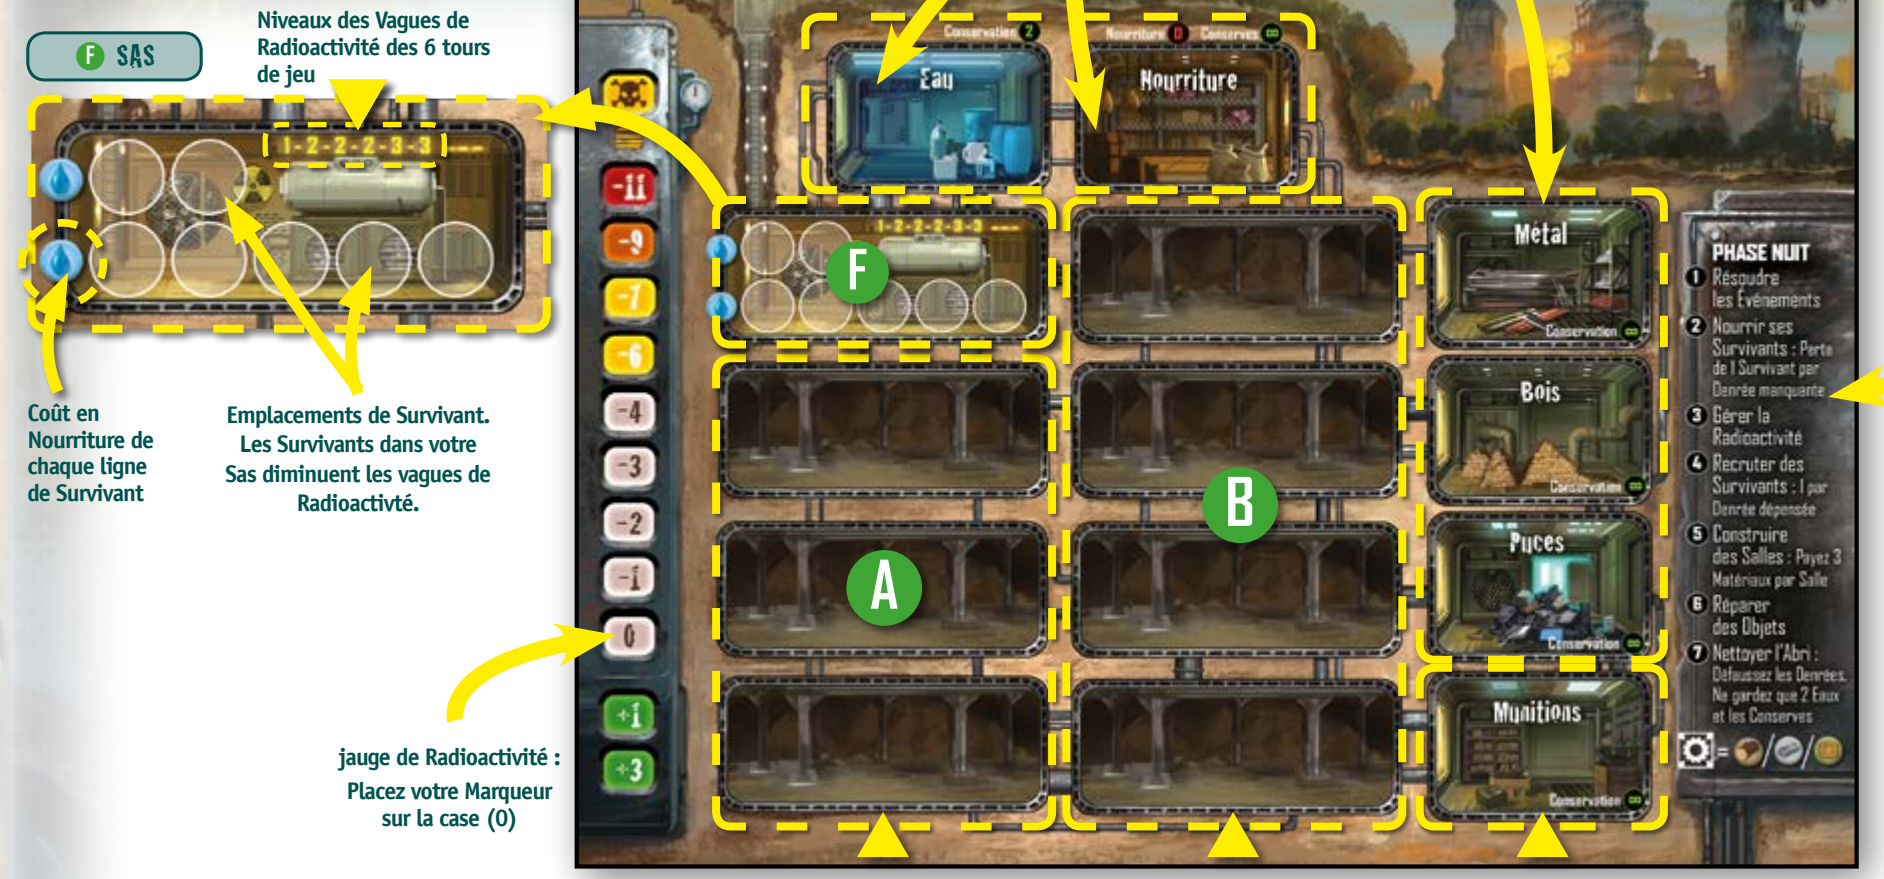 F SAS
Niveaux des Vagues de
Radioactivité des 6 tours
de jeu
1-2-2-2-3-3
Coût en
Nourriture de
chaque ligne
de Survivant
Emplacements de Survivant.
Les Survivants dans votre
Sas diminuent les vagues de
Radioactivté.
jauge de Radioactivité :
Placez votre Marqueur
sur la case (0)
-11
-9
-7
-6
-4
-3
-2
-1
0
+1
+3
Conservation 2
Eau
Nourriture 0 Conserves ∞
Nourriture
1-2-2-2-3-3
F
A
B
Métal
Conservation ∞
Bois
Conservation ∞
Puces
Conservation ∞
Munitions
Conservation ∞
PHASE NUIT
1 Résoudre
les Événements
2 Nourrir ses
Survivants : Perte
de 1 Survivant par
Denrée manquante
3 Gérer la
Radioactivité
4 Recruter des
Survivants : 1 par
Denrée dépensée
5 Construire
des Salles : Payez 3
Matériaux par Salle
6 Réparer
des Objets
7 Nettoyer l'Abri :
Défaussez les Denrées.
Ne gardez que 2 Eaux
et les Conserves
= / /